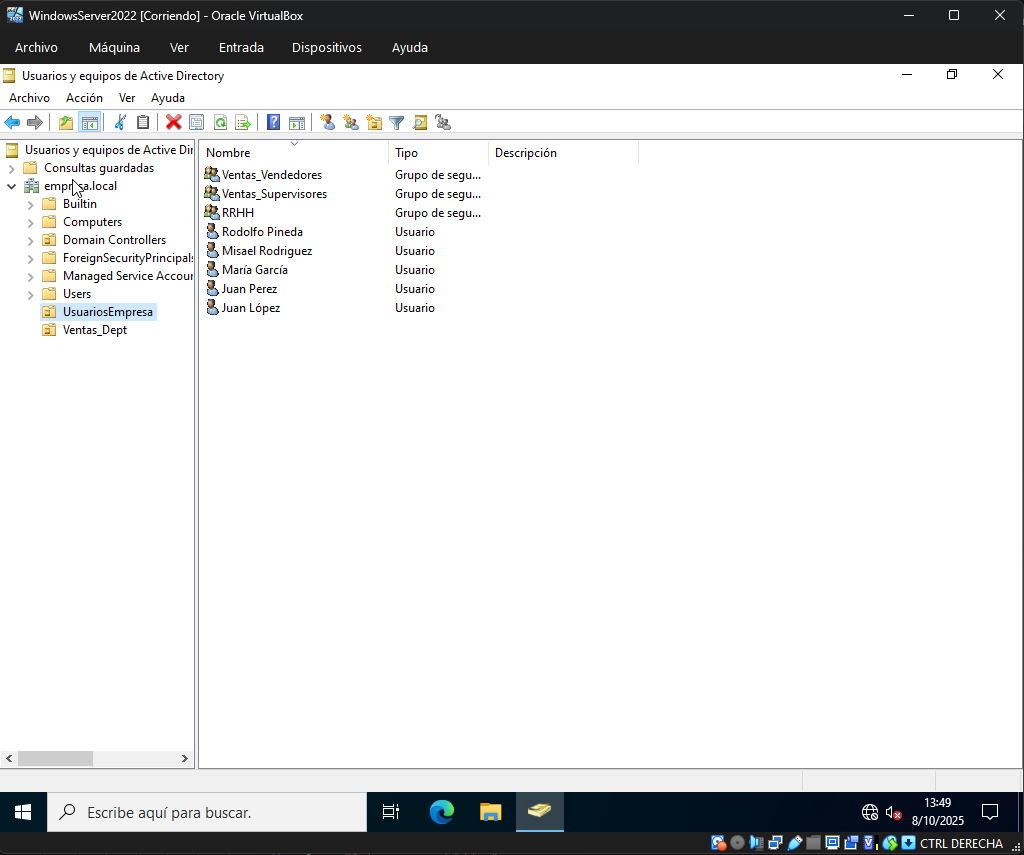 WindowsServer2022 [Corriendo] - Oracle VirtualBox
Archivo Máquina Ver Entrada Dispositivos Ayuda
Usuarios y equipos de Active Directory
Archivo Acción Ver Ayuda
Usuarios y equipos de Active Dir
Consultas guardadas
empresa.local
Builtin
Computers
Domain Controllers
ForeignSecurityPrincipals
Managed Service Accour
Users
UsuariosEmpresa
Ventas_Dept
Nombre Tipo Descripción
Ventas_Vendedores Grupo de segu...
Ventas_Supervisores Grupo de segu...
RRHH Grupo de segu...
Rodolfo Pineda Usuario
Misael Rodriguez Usuario
María García Usuario
Juan Perez Usuario
Juan López Usuario
Escribe aquí para buscar.
13:49
8/10/2025
CTRL DERECHA